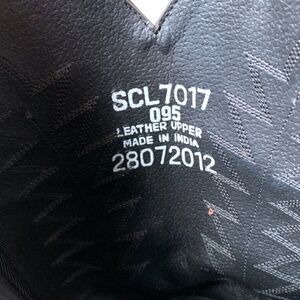 SCL7017
095
LEATHER UPPER
MADE IN INDIA
28072012